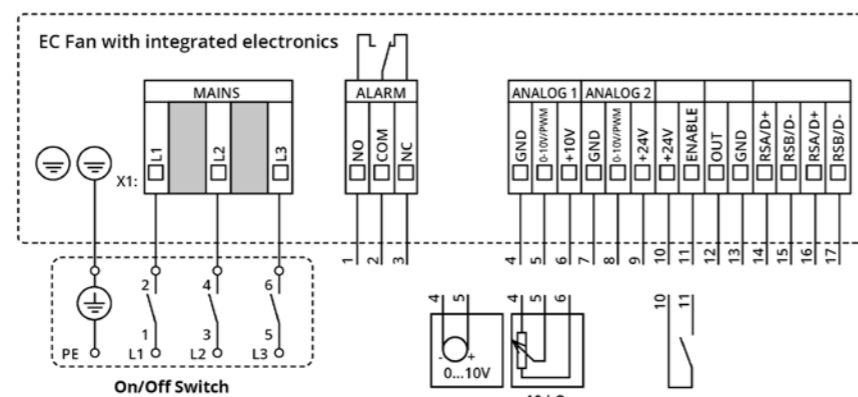 EC Fan with integrated electronics
MAINS
ALARM
ANALOG 1 ANALOG 2
L1 L2 L3
NO COM NC
GND 0-10V/PWM +10V GND 0-10V/PWM +24V +24V ENABLE OUT GND RSA/D+ RSB/D- RSA/D+ RSB/D-
X1:
1 2 3 4 5 6 7 8 9 10 11 12 13 14 15 16 17
2 4 6
4 5 4 5 6 10 11
1 3 5
- +
PE L1 L2 L3
0...10V
On/Off Switch